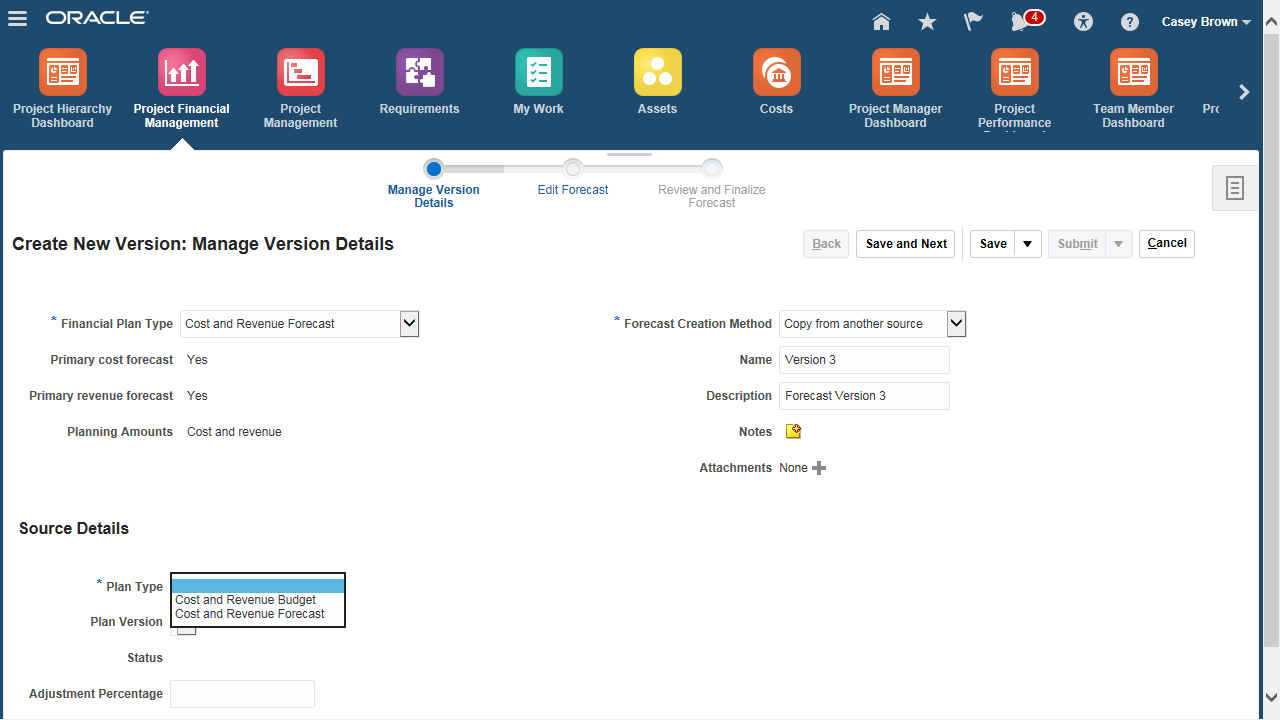 ORACLE
4
Casey Brown
Project Hierarchy
Dashboard
Project Financial
Management
Project
Management
Requirements
My Work
Assets
Costs
Project Manager
Dashboard
Project
Performance
Team Member
Dashboard
Manage Version
Details
Edit Forecast
Review and Finalize
Forecast
Create New Version: Manage Version Details
Back
Save and Next
Save
Submit
Cancel
* Financial Plan Type Cost and Revenue Forecast
Primary cost forecast Yes
Primary revenue forecast Yes
Planning Amounts Cost and revenue
* Forecast Creation Method Copy from another source
Name Version 3
Description Forecast Version 3
Notes
Attachments None
Source Details
* Plan Type
Cost and Revenue Budget
Cost and Revenue Forecast
Plan Version
Status
Adjustment Percentage